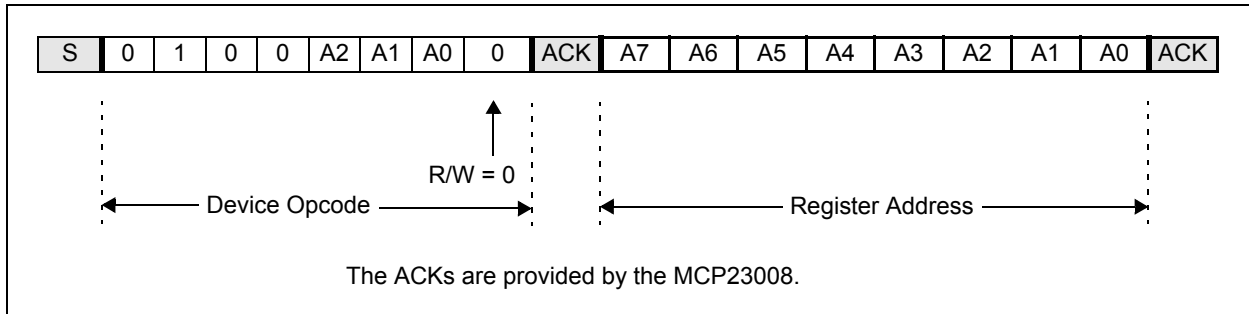 S 0 1 0 0 A2 A1 A0 0 ACK A7 A6 A5 A4 A3 A2 A1 A0 ACK
R/W = 0
Device Opcode Register Address
The ACKs are provided by the MCP23008.